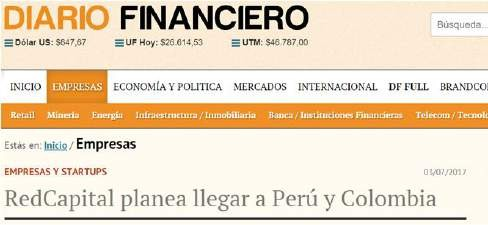 DIARIO FINANCIERO
Búsqueda...
Dólar US: $647,67 UF Hoy: $26.614,53 UTM: $46.787,00
INICIO EMPRESAS ECONOMÍA Y POLITICA MERCADOS INTERNACIONAL DF FULL BRANDCO
Retail Minería Energía Infraestructura / Inmobiliaria Banca / Instituciones Financieras Telecom / Tecnolo
Estás en: Inicio / Empresas
EMPRESAS Y STARTUPS 03/07/2017
RedCapital planea llegar a Perú y Colombia